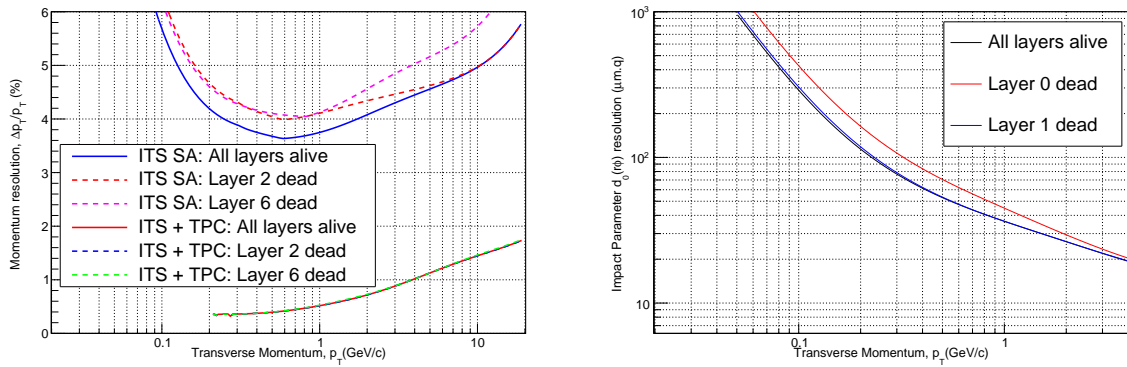 Momentum resolution, Δp_T/p_T (%)
6
5
4
3
2
1
0
ITS SA: All layers alive
ITS SA: Layer 2 dead
ITS SA: Layer 6 dead
ITS + TPC: All layers alive
ITS + TPC: Layer 2 dead
ITS + TPC: Layer 6 dead
0.1 1 10
Transverse Momentum, p_T(GeV/c)
Impact Parameter d_0(rφ) resolution (μm.q)
10^3
10^2
10
All layers alive
Layer 0 dead
Layer 1 dead
0.1 1
Transverse Momentum, p_T(GeV/c)